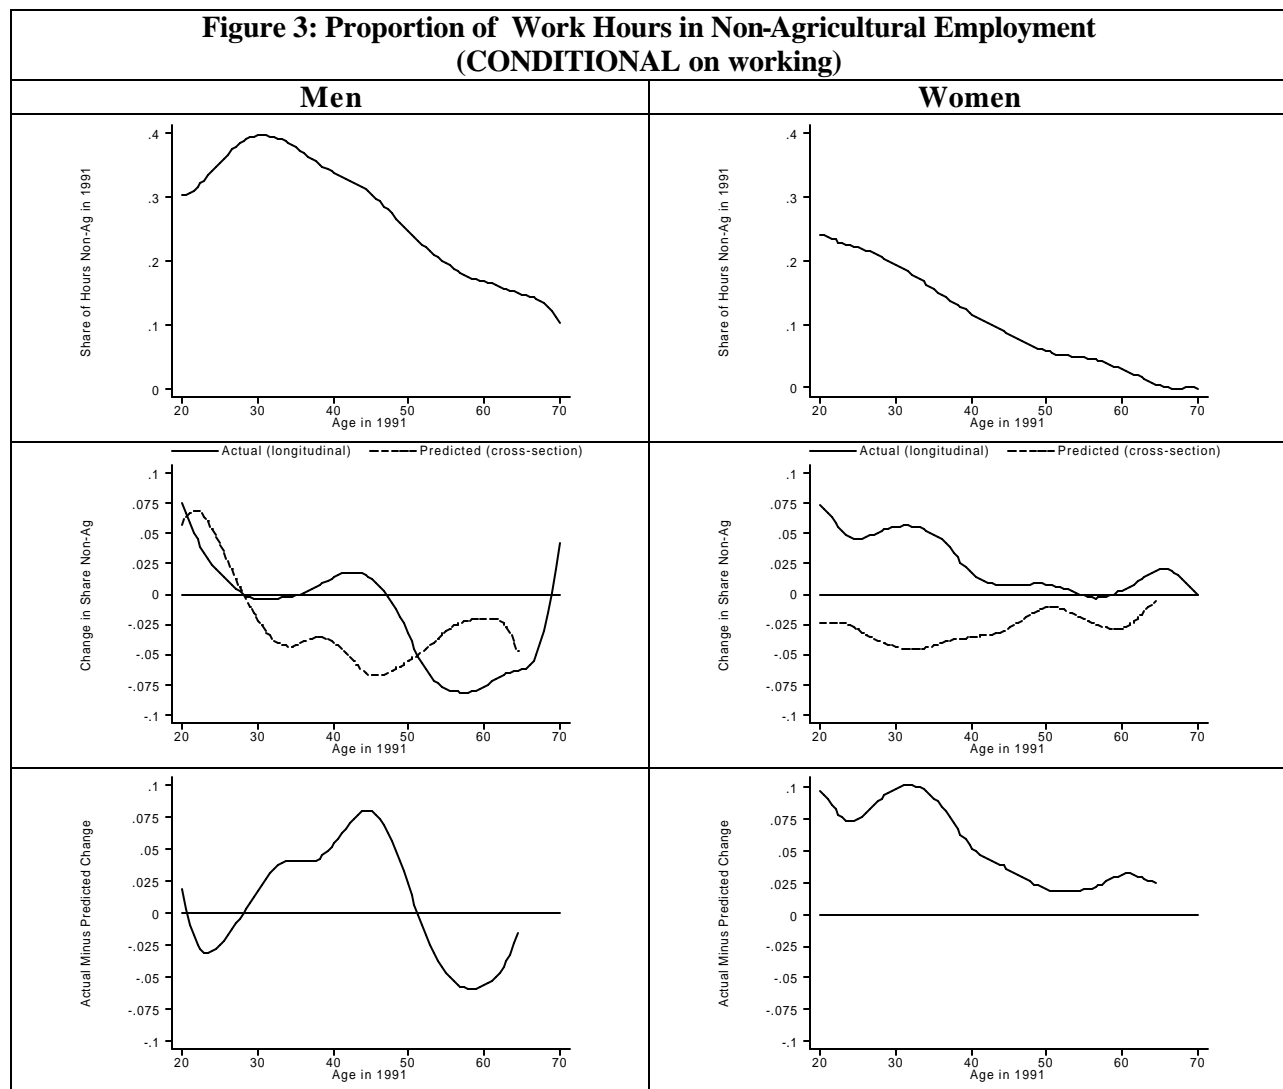 Figure 3: Proportion of Work Hours in Non-Agricultural Employment
(CONDITIONAL on working)
Men
Women
Share of Hours Non-Ag in 1991
.4
.3
.2
.1
0
20 30 40 50 60 70
Age in 1991
Share of Hours Non-Ag in 1991
.4
.3
.2
.1
0
20 30 40 50 60 70
Age in 1991
Actual (longitudinal) Predicted (cross-section)
Change in Share Non-Ag
.1
.075
.05
.025
0
-.025
-.05
-.075
-.1
20 30 40 50 60 70
Age in 1991
Actual (longitudinal) Predicted (cross-section)
Change in Share Non-Ag
.1
.075
.05
.025
0
-.025
-.05
-.075
-.1
20 30 40 50 60 70
Age in 1991
Actual Minus Predicted Change
.1
.075
.05
.025
0
-.025
-.05
-.075
-.1
20 30 40 50 60 70
Age in 1991
Actual Minus Predicted Change
.1
.075
.05
.025
0
-.025
-.05
-.075
-.1
20 30 40 50 60 70
Age in 1991